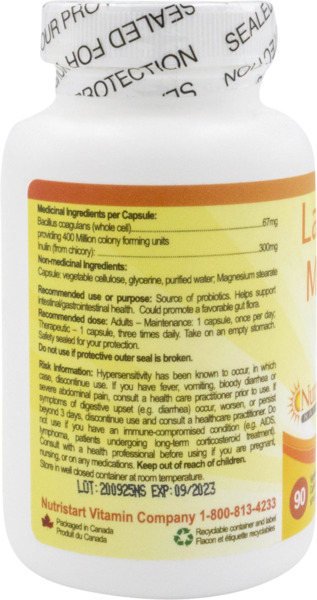 OUR PROT
SEALED FOR
PROTECTION
SEALED
Medicinal Ingredients per Capsule:
Bacillus coagulans (whole cell)..........67mg
providing 400 Million colony forming units
Inulin (from chicory):..........300mg
Non-medicinal Ingredients:
Capsule: vegetable cellulose, glycerine, purified water; Magnesium stearate
Recommended use or purpose: Source of probiotics. Helps support
intestinal/gastrointestinal health. Could promote a favorable gut flora.
Recommended dose: Adults – Maintenance: 1 capsule, once per day;
Therapeutic – 1 capsule, three times daily. Take on an empty stomach.
Safety sealed for your protection.
Do not use if protective outer seal is broken.
Risk Information: Hypersensitivity has been known to occur, in which
case, discontinue use. If you have fever, vomiting, bloody diarrhea or
severe abdominal pain, consult a health care practitioner prior to use. If
symptoms of digestive upset (e.g. diarrhea) occur, worsen, or persist
beyond 3 days, discontinue use and consult a healthcare practitioner. Do
not use if you have an immune-compromised condition (e.g. AIDS,
lymphoma, patients undergoing long-term corticosteroid treatment).
Consult with a health professional before using if you are pregnant,
nursing, or on any medications. Keep out of reach of children.
Store in well closed container at room temperature.
LOT: 200925NS EXP: 09/2023
Nutristart Vitamin Company 1-800-813-4233
Packaged in Canada
Produit du Canada
Recyclable container and label
Flacon et étiquette recyclables.
La
M
Nut
90